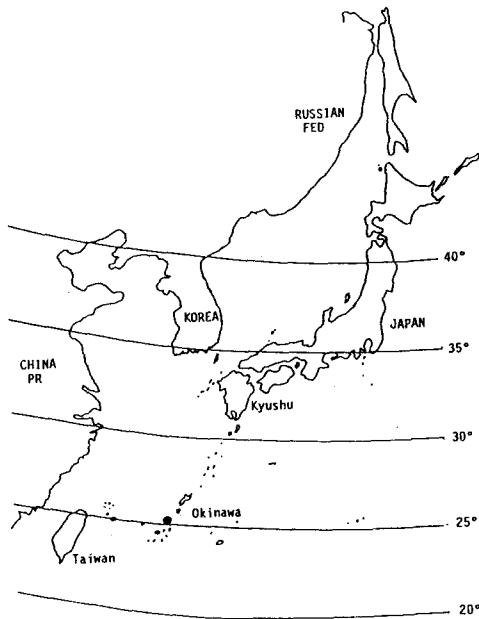 RUSSIAN
FED
40°
KOREA
JAPAN
35°
CHINA
PR
Kyushu
30°
Okinawa
25°
Taiwan
20°